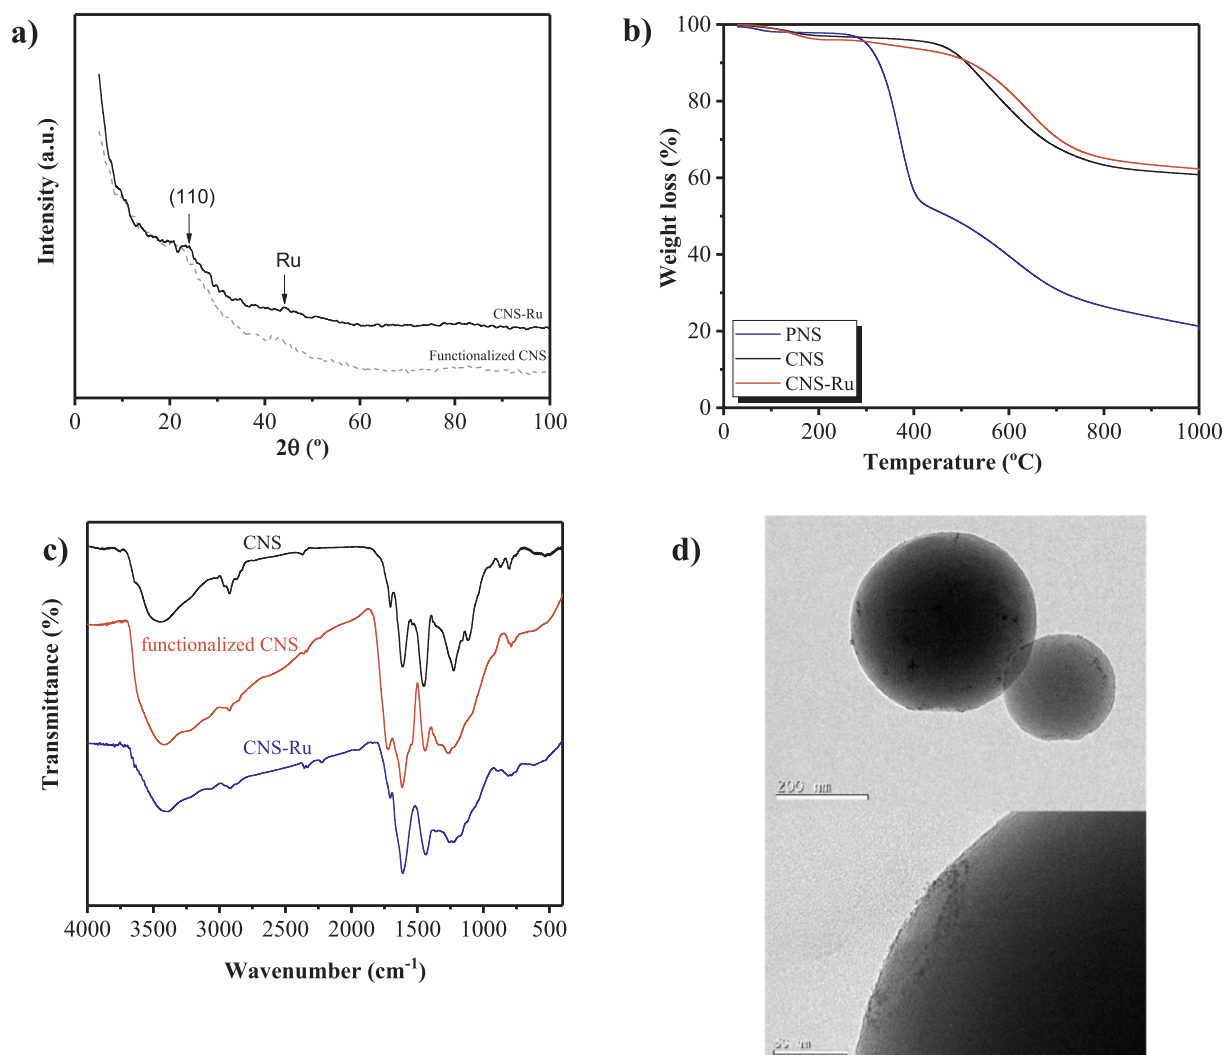 a)
Intensity (a.u.)
(110)
Ru
CNS-Ru
Functionalized CNS
0 20 40 60 80 100
2θ (º)
b)
Weight loss (%)
100
80
60
40
20
0
PNS
CNS
CNS-Ru
0 200 400 600 800 1000
Temperature (ºC)
c)
Transmittance (%)
CNS
functionalized CNS
CNS-Ru
4000 3500 3000 2500 2000 1500 1000 500
Wavenumber (cm⁻¹)
d)
200 nm